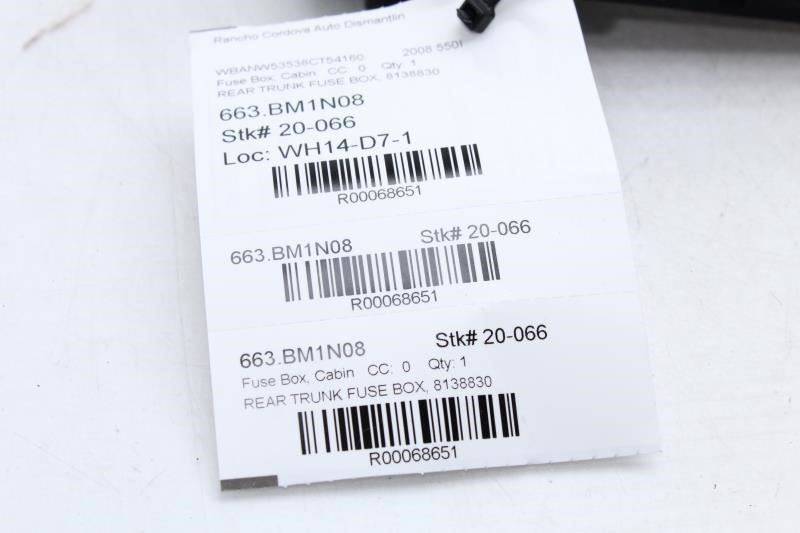 Rancho Cordova Auto Dismantlin
WBANW53538CT54160 2008 550I
Fuse Box, Cabin CC: 0 Qty: 1
REAR TRUNK FUSE BOX, 8138830
663.BM1N08
Stk# 20-066
Loc: WH14-D7-1
R00068651
663.BM1N08 Stk# 20-066
R00068651
663.BM1N08 Stk# 20-066
Fuse Box, Cabin CC: 0 Qty: 1
REAR TRUNK FUSE BOX, 8138830
R00068651